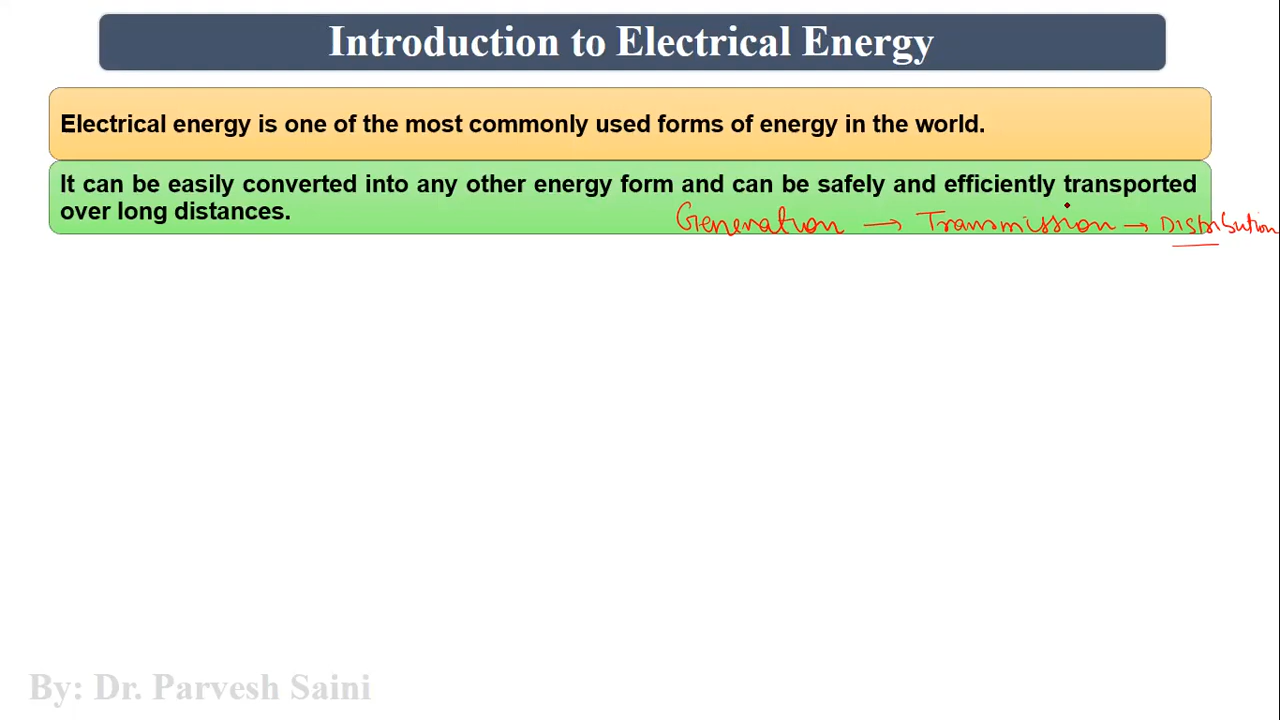 Introduction to Electrical Energy
Electrical energy is one of the most commonly used forms of energy in the world.
It can be easily converted into any other energy form and can be safely and efficiently transported
over long distances.
Generation → Transmission → Distribution
By: Dr. Parvesh Saini